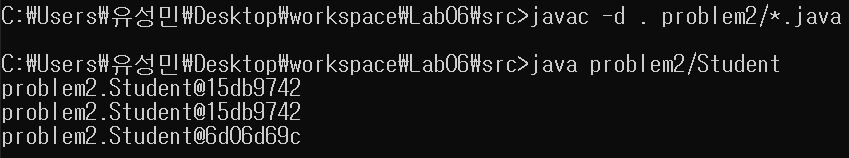 C:₩Users₩유성민₩Desktop₩workspace₩Lab06₩src>javac -d . problem2/*.java
C:₩Users₩유성민₩Desktop₩workspace₩Lab06₩src>java problem2/Student
problem2.Student@15db9742
problem2.Student@15db9742
problem2.Student@6d06d69c